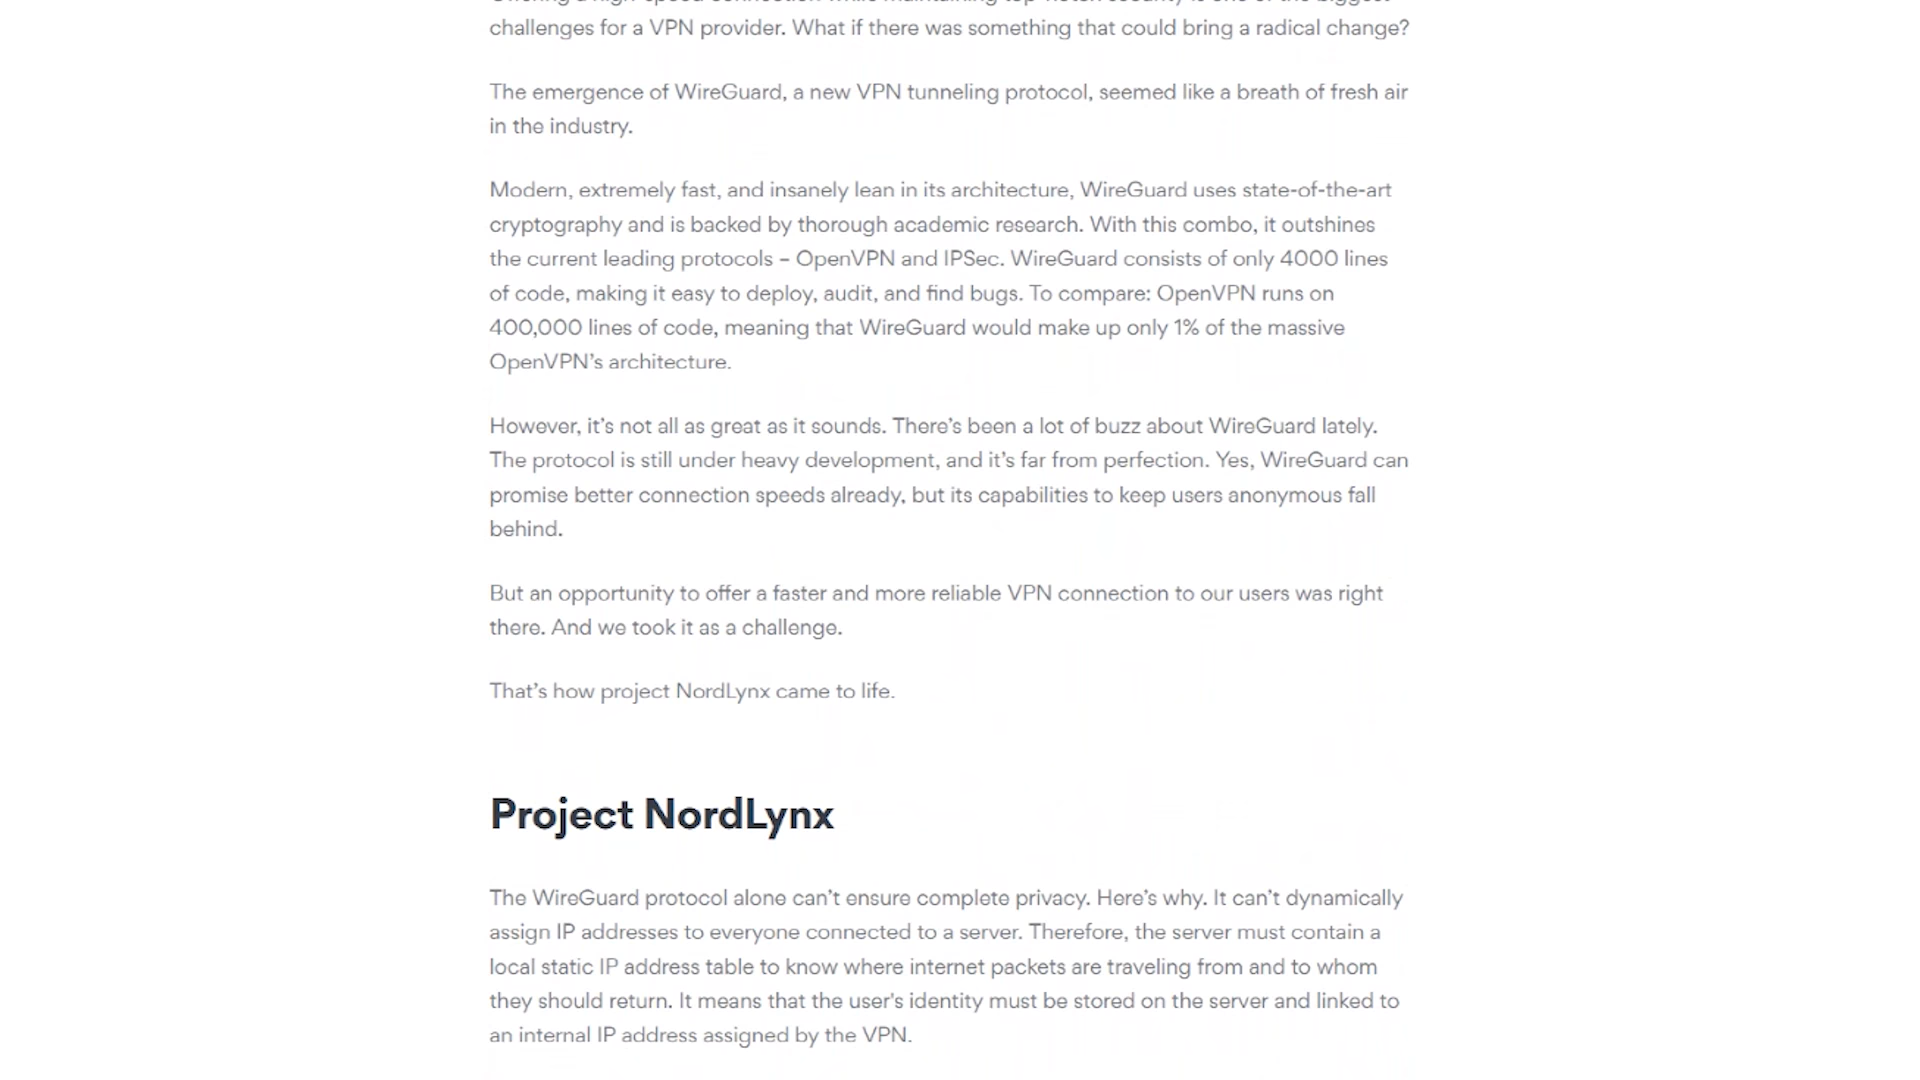 challenges for a VPN provider. What if there was something that could bring a radical change?
The emergence of WireGuard, a new VPN tunneling protocol, seemed like a breath of fresh air
in the industry.
Modern, extremely fast, and insanely lean in its architecture, WireGuard uses state-of-the-art
cryptography and is backed by thorough academic research. With this combo, it outshines
the current leading protocols – OpenVPN and IPSec. WireGuard consists of only 4000 lines
of code, making it easy to deploy, audit, and find bugs. To compare: OpenVPN runs on
400,000 lines of code, meaning that WireGuard would make up only 1% of the massive
OpenVPN’s architecture.
However, it’s not all as great as it sounds. There’s been a lot of buzz about WireGuard lately.
The protocol is still under heavy development, and it’s far from perfection. Yes, WireGuard can
promise better connection speeds already, but its capabilities to keep users anonymous fall
behind.
But an opportunity to offer a faster and more reliable VPN connection to our users was right
there. And we took it as a challenge.
That’s how project NordLynx came to life.
Project NordLynx
The WireGuard protocol alone can’t ensure complete privacy. Here’s why. It can’t dynamically
assign IP addresses to everyone connected to a server. Therefore, the server must contain a
local static IP address table to know where internet packets are traveling from and to whom
they should return. It means that the user's identity must be stored on the server and linked to
an internal IP address assigned by the VPN.